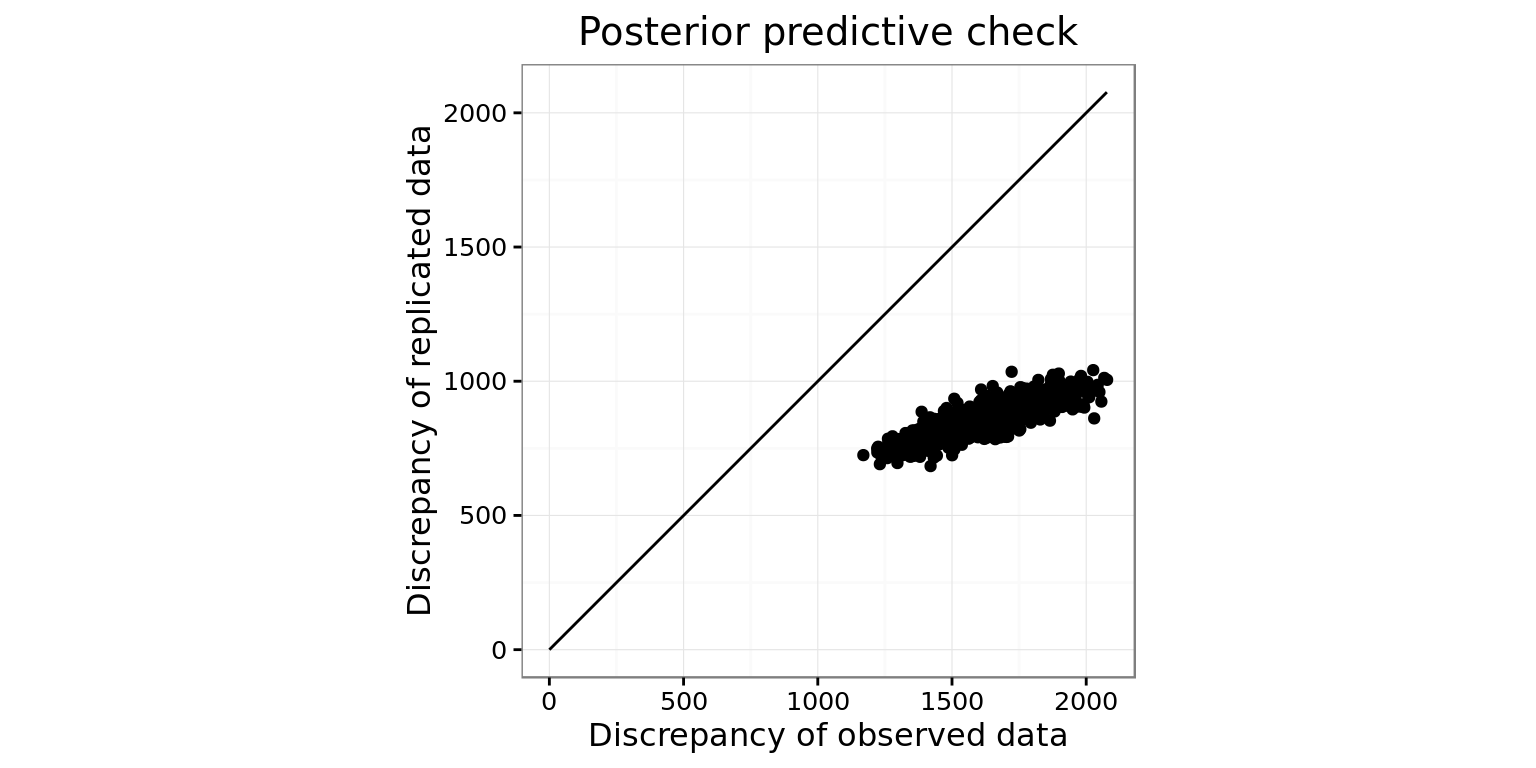 Posterior predictive check
Discrepancy of replicated data
2000
1500
1000
500
0
0 500 1000 1500 2000
Discrepancy of observed data